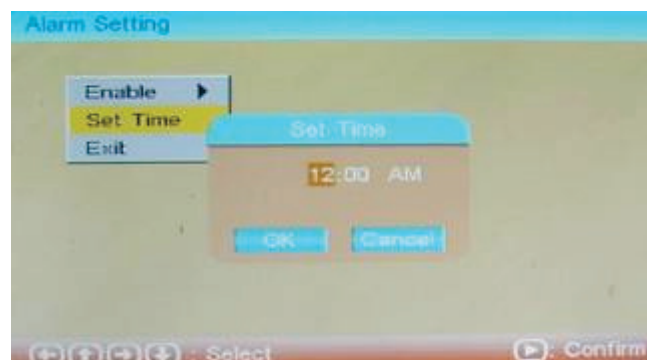 Alarm Setting
Enable
Set Time
Exit
Set Time
12:00 AM
OK Cancel
: Select : Confirm